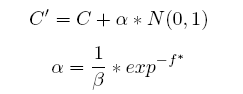 C′ = C + α ∗ N(0, 1)
α = 1/β ∗ exp^{−f∗}